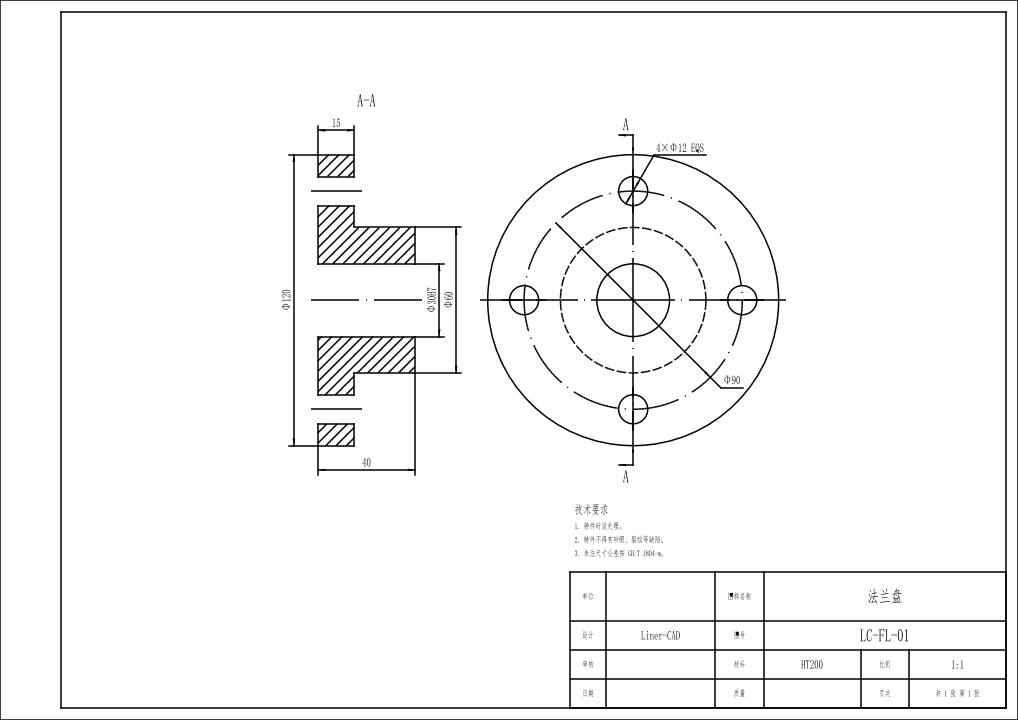 A-A
15
A
4×Φ12 EQS
Φ120
Φ30H7
Φ60
Φ90
40
A
技术要求
1. 铸件时效处理。
2. 铸件不得有砂眼、裂纹等缺陷。
3. 未注尺寸公差按 GB/T 1804-m。
单位
图样名称
法兰盘
设计
Liner-CAD
图号
LC-FL-01
审核
材料
HT200
比例
1:1
日期
质量
页次
共 1 张 第 1 张